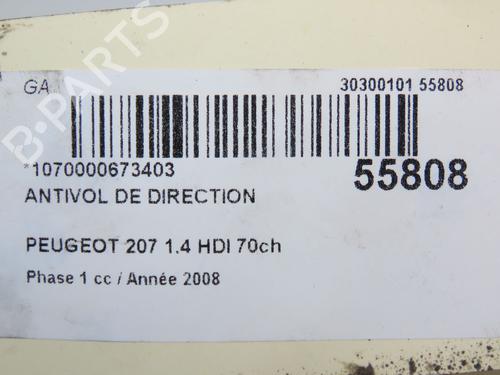 GA
30300101 55808
*1070000673403
55808
ANTIVOL DE DIRECTION
PEUGEOT 207 1.4 HDI 70ch
Phase 1 cc / Année 2008
B-PARTS